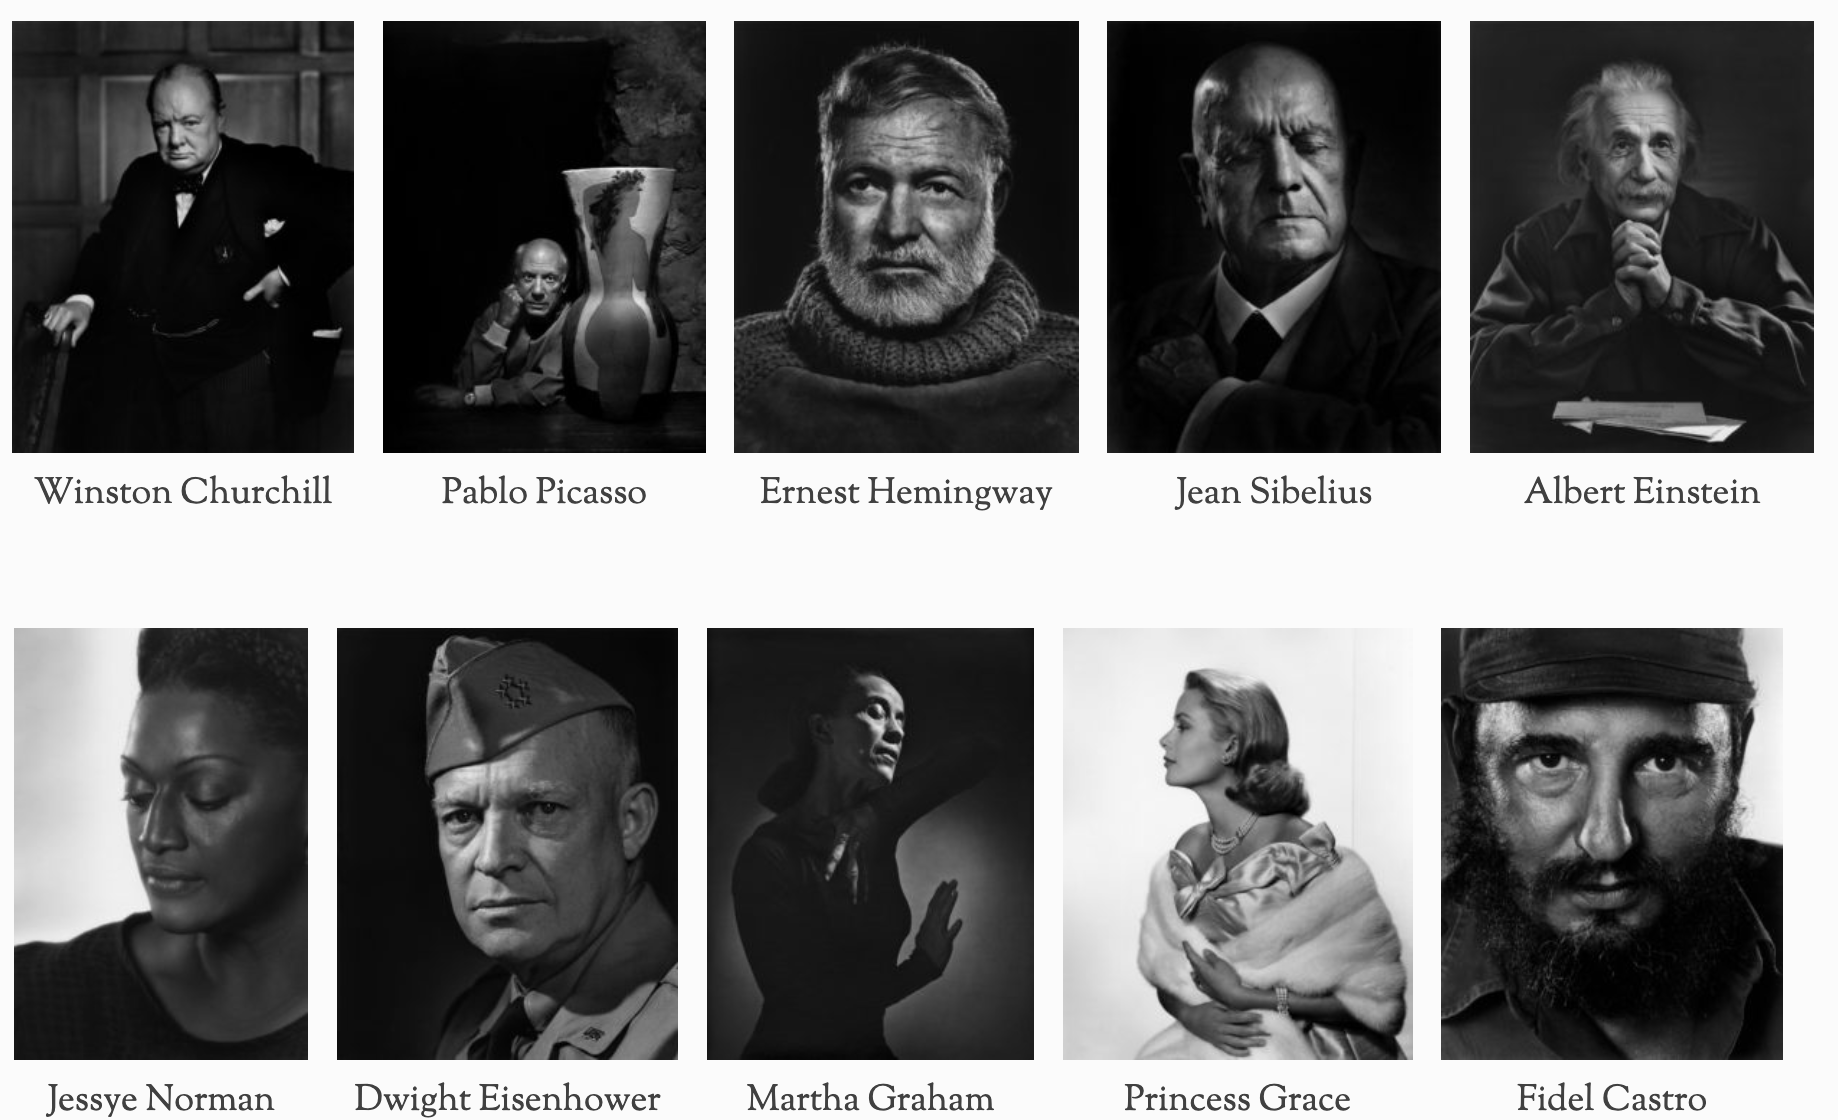 Winston Churchill
Pablo Picasso
Ernest Hemingway
Jean Sibelius
Albert Einstein
Jessye Norman
Dwight Eisenhower
Martha Graham
Princess Grace
Fidel Castro